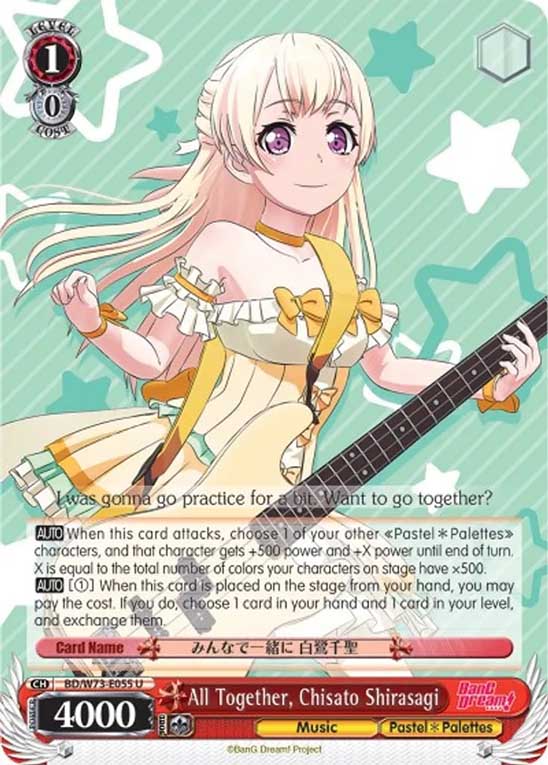 LEVEL
1
0
COST
I was gonna go practice for a bit. Want to go together?
AUTO When this card attacks, choose 1 of your other ≪Pastel＊Palettes≫
characters, and that character gets +500 power and +X power until end of turn.
X is equal to the total number of colors your characters on stage have ×500.
AUTO [①] When this card is placed on the stage from your hand, you may
pay the cost. If you do, choose 1 card in your hand and 1 card in your level,
and exchange them.
Card Name みんなで一緒に 白鷺千聖
CH BD/W73-E055 U
All Together, Chisato Shirasagi
BanG Dream!
POWER 4000 SOUL
Music Pastel＊Palettes
©BanG Dream! Project